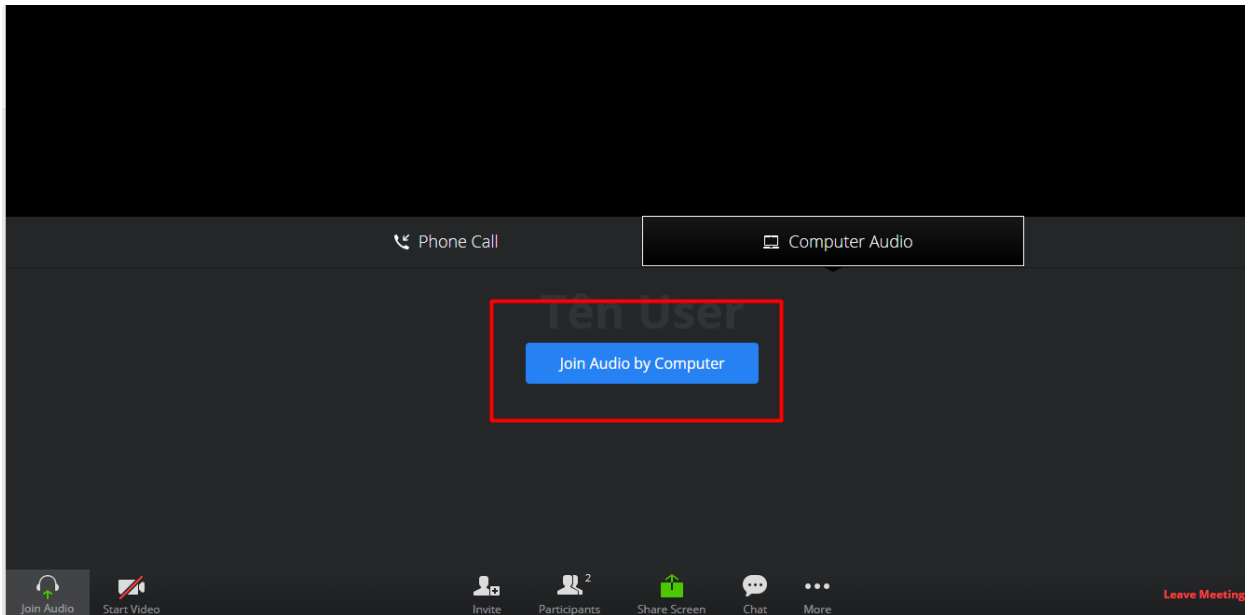 Phone Call
Computer Audio
Tên User
Join Audio by Computer
2
Join Audio
Start Video
Invite
Participants
Share Screen
Chat
More
Leave Meeting